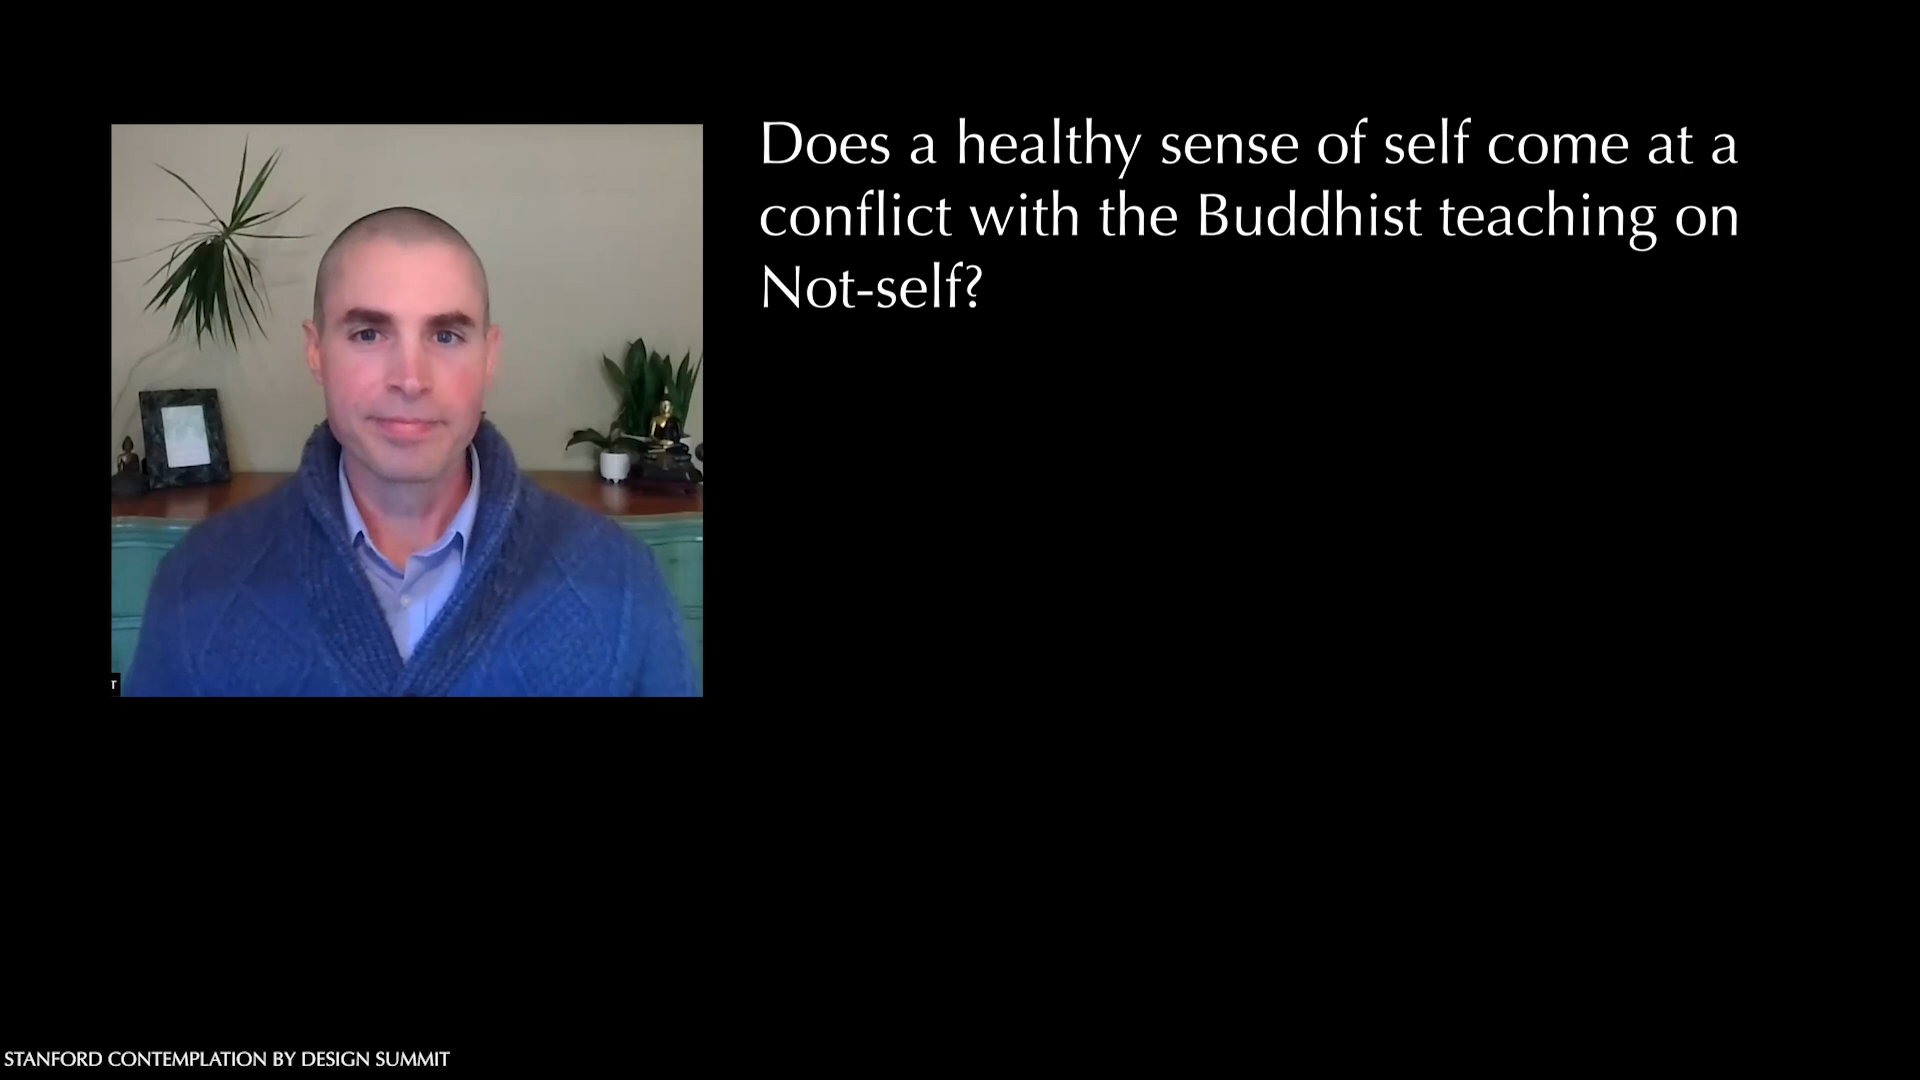 Does a healthy sense of self come at a
conflict with the Buddhist teaching on
Not-self?
T
STANFORD CONTEMPLATION BY DESIGN SUMMIT